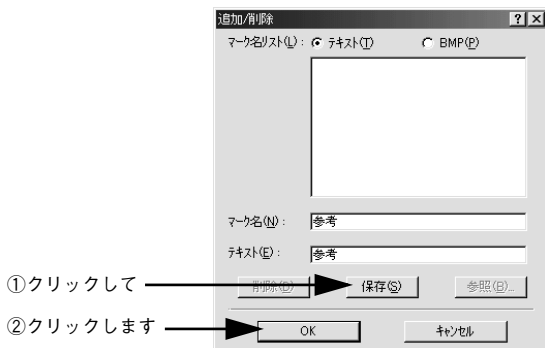 追加/削除
マーク名リスト(L)： テキスト(T) BMP(P)
マーク名(N)： 参考
テキスト(E)： 参考
①クリックして 削除(D) 保存(S) 参照(B)...
②クリックします OK キャンセル